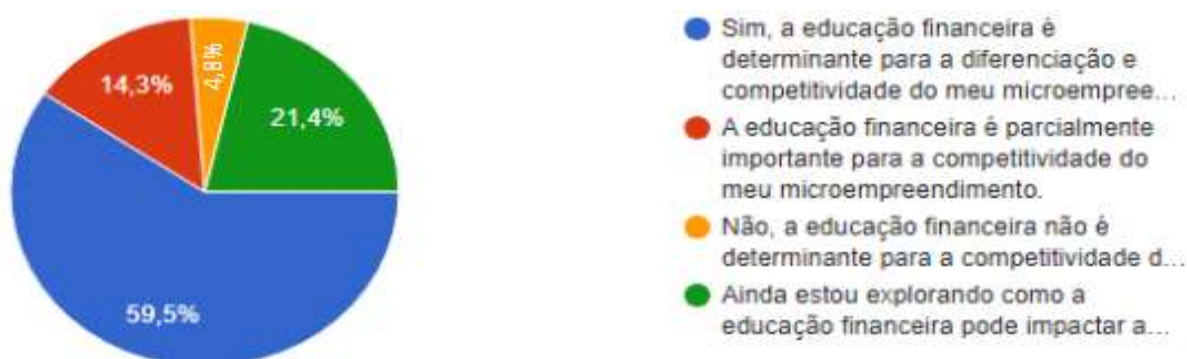 14,3%
4,8%
21,4%
59,5%
Sim, a educação financeira é
determinante para a diferenciação e
competitividade do meu microempree...
A educação financeira é parcialmente
importante para a competitividade do
meu microempreendimento.
Não, a educação financeira não é
determinante para a competitividade d...
Ainda estou explorando como a
educação financeira pode impactar a...